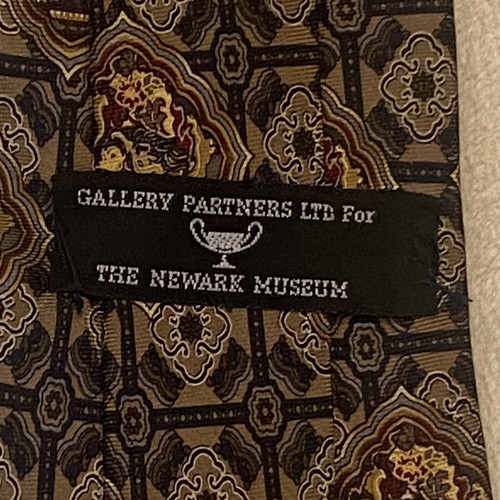 GALLERY PARTNERS LTD For
THE NEWARK MUSEUM